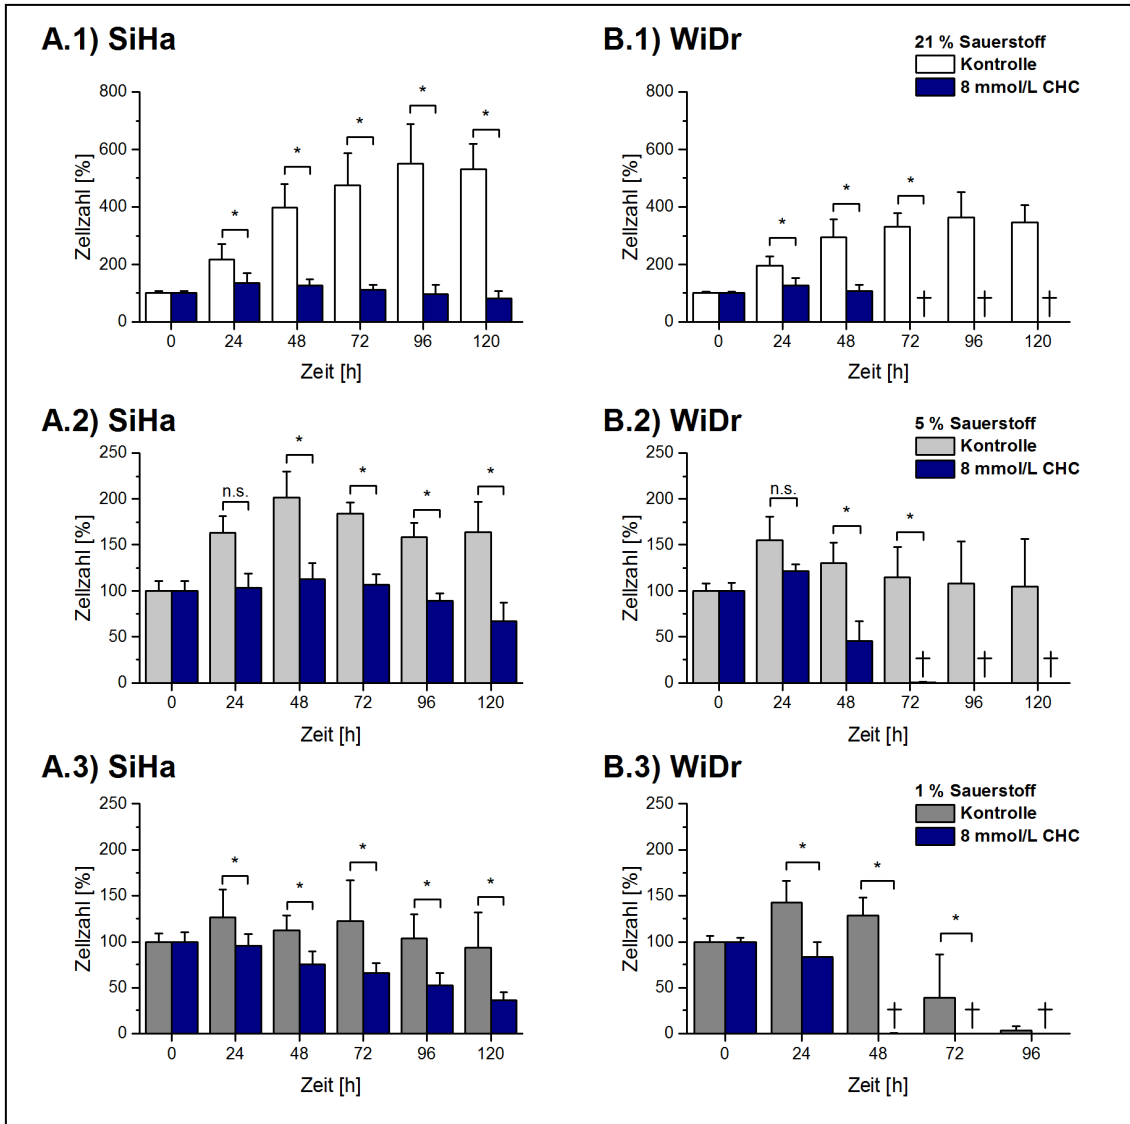 A.1) SiHa
800
600
400
200
0
Zellzahl [%]
* * * * *
0 24 48 72 96 120
Zeit [h]
B.1) WiDr
21 % Sauerstoff
Kontrolle
8 mmol/L CHC
800
600
400
200
0
Zellzahl [%]
* * *
† † †
0 24 48 72 96 120
Zeit [h]
A.2) SiHa
250
200
150
100
50
0
Zellzahl [%]
n.s. * * * *
0 24 48 72 96 120
Zeit [h]
B.2) WiDr
5 % Sauerstoff
Kontrolle
8 mmol/L CHC
250
200
150
100
50
0
Zellzahl [%]
n.s. * *
† † †
0 24 48 72 96 120
Zeit [h]
A.3) SiHa
250
200
150
100
50
0
Zellzahl [%]
* * * * *
0 24 48 72 96 120
Zeit [h]
B.3) WiDr
1 % Sauerstoff
Kontrolle
8 mmol/L CHC
250
200
150
100
50
0
Zellzahl [%]
* * *
† † †
0 24 48 72 96
Zeit [h]